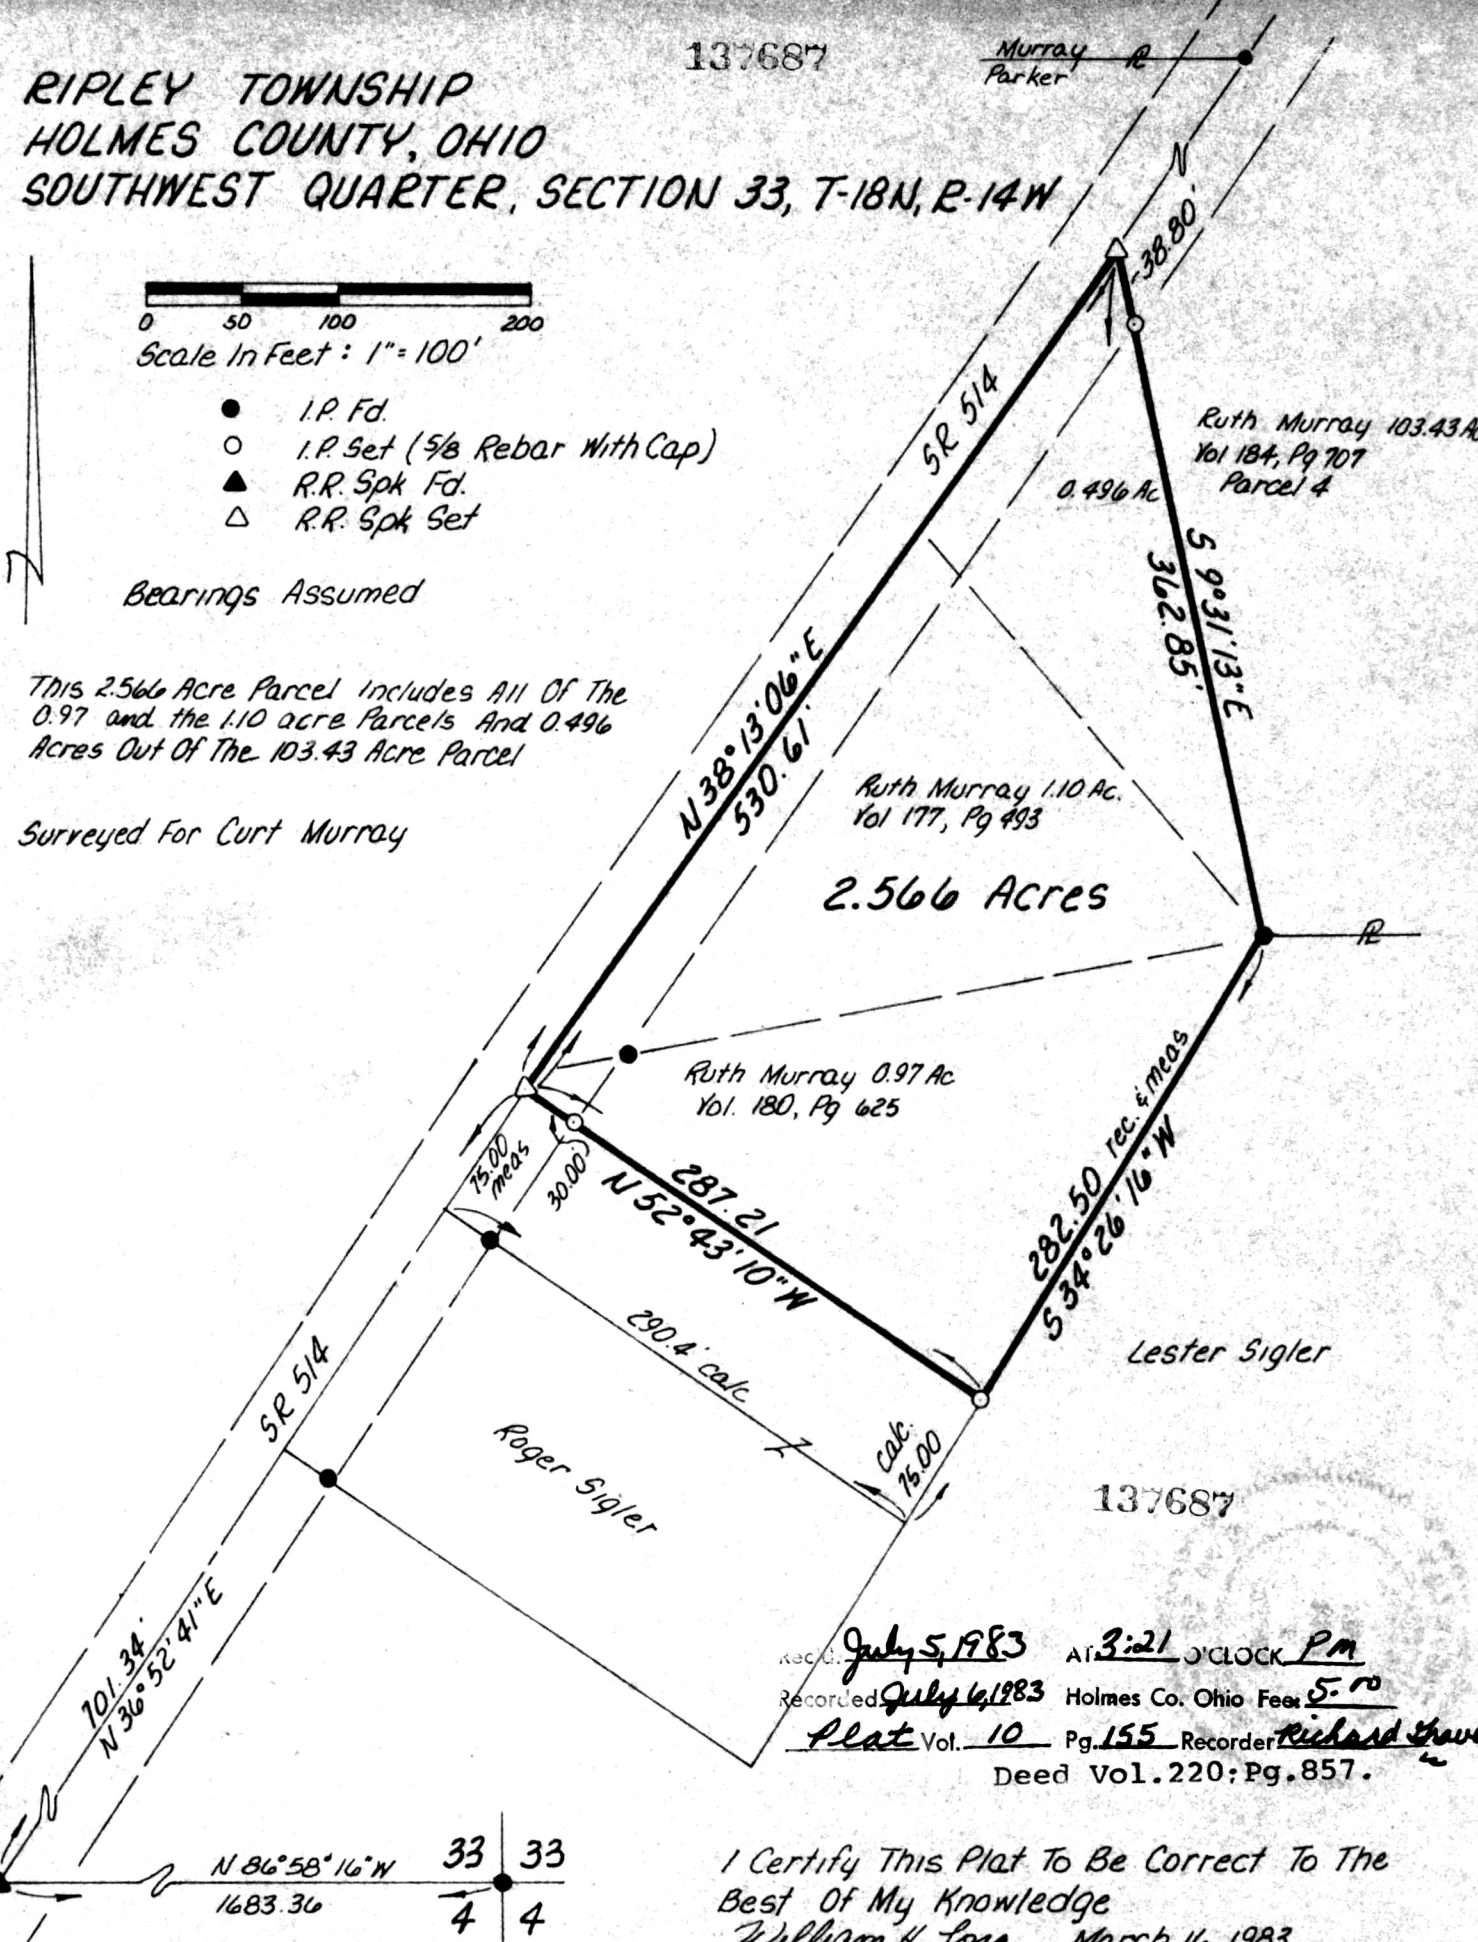 137687
Murray
Parker
PL
RIPLEY TOWNSHIP
HOLMES COUNTY, OHIO
SOUTHWEST QUARTER, SECTION 33, T-18N, R-14W
38.80'
0 50 100 200
Scale In Feet : 1"= 100'
I.P. Fd.
I.P. Set (5/8 Rebar With Cap)
R.R. Spk Fd.
R.R. Spk Set
Bearings Assumed
This 2.566 Acre Parcel Includes All Of The
0.97 and the 1.10 acre Parcels And 0.496
Acres Out Of The 103.43 Acre Parcel
Surveyed For Curt Murray
SR 514
Ruth Murray 103.43 Ac
Vol 184, Pg 707
Parcel 4
0.496 Ac
S 9°31'13" E
362.85'
N 38°13'06" E
530.61'
Ruth Murray 1.10 Ac.
Vol 177, Pg 493
2.566 Acres
PL
Ruth Murray 0.97 Ac
Vol. 180, Pg 625
282.50 rec. & meas
S 34°26'16" W
75.00
meas
30.00'
287.21
N 52°43'10" W
290.4' calc
Lester Sigler
SR 514
Roger Sigler
calc.
75.00
137687
701.34'
N 36°52'41" E
Rec'd. July 5, 1983 At 3:21 O'CLOCK PM
Recorded July 6, 1983 Holmes Co. Ohio Fee: 5.00
Plat Vol. 10 Pg. 155 Recorder Richard
Deed Vol.220;Pg.857.
N 86°58'16" W
1683.36
33 33
4 4
I Certify This Plat To Be Correct To The
Best Of My Knowledge
William H March 1983